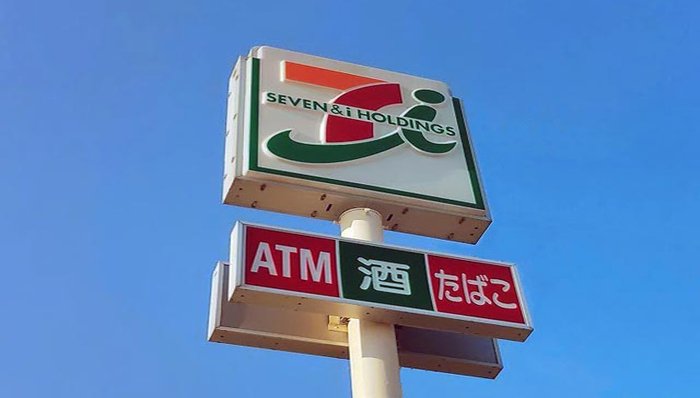 SEVEN&i HOLDINGS
ATM 酒 たばこ